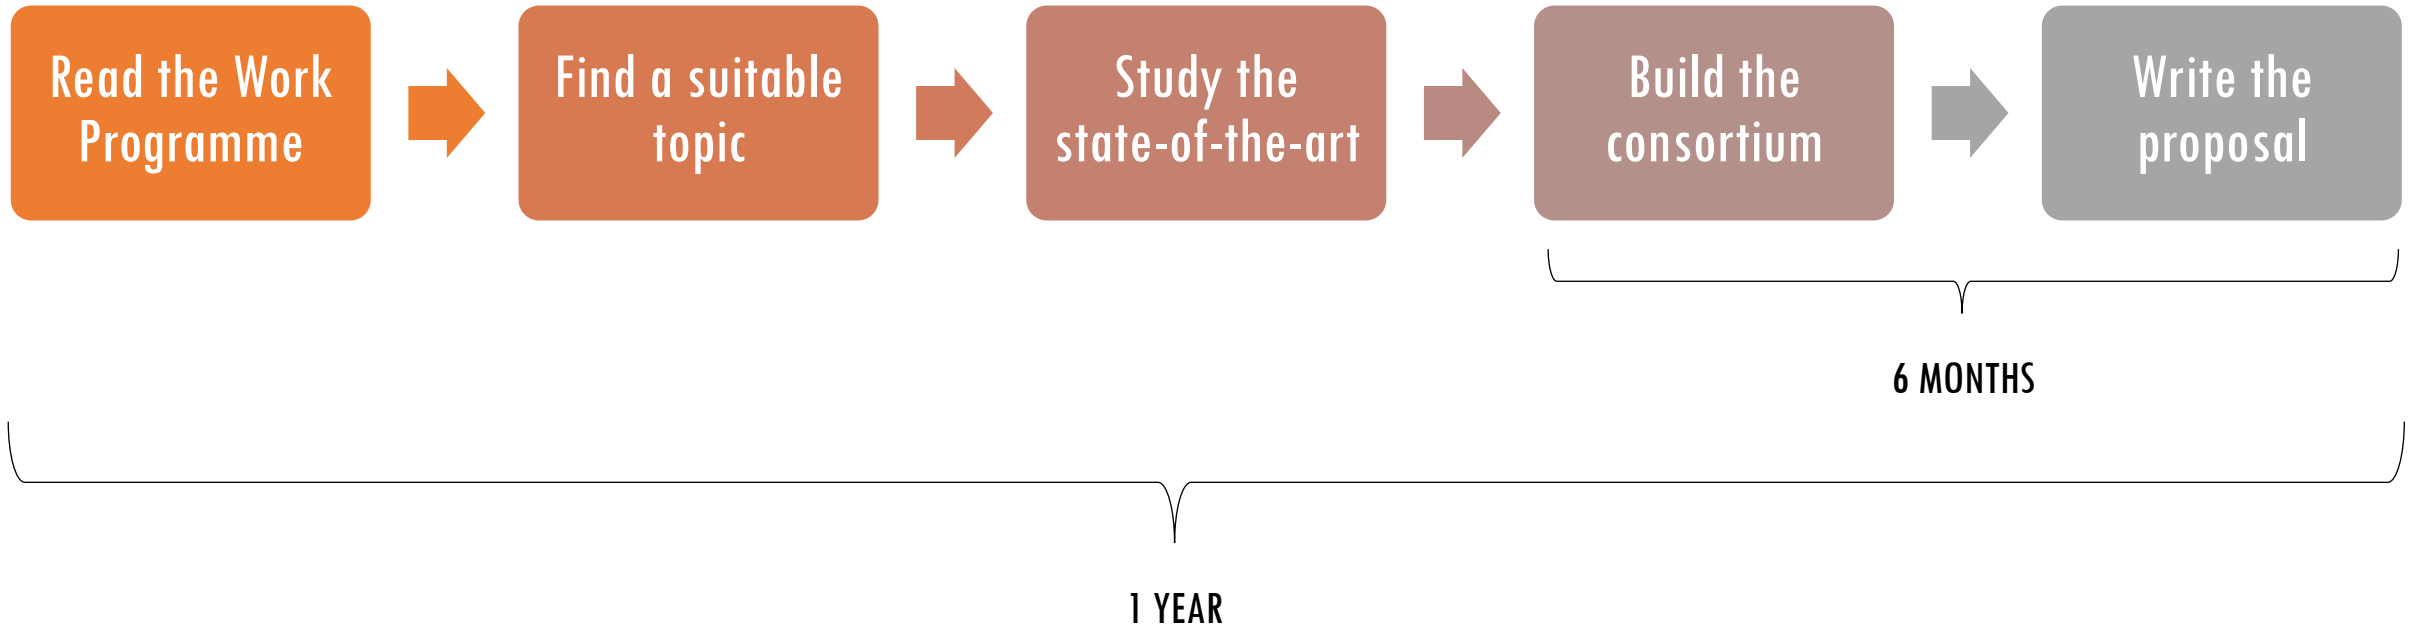 Read the Work
Programme
Find a suitable
topic
Study the
state-of-the-art
Build the
consortium
Write the
proposal
6 MONTHS
1 YEAR